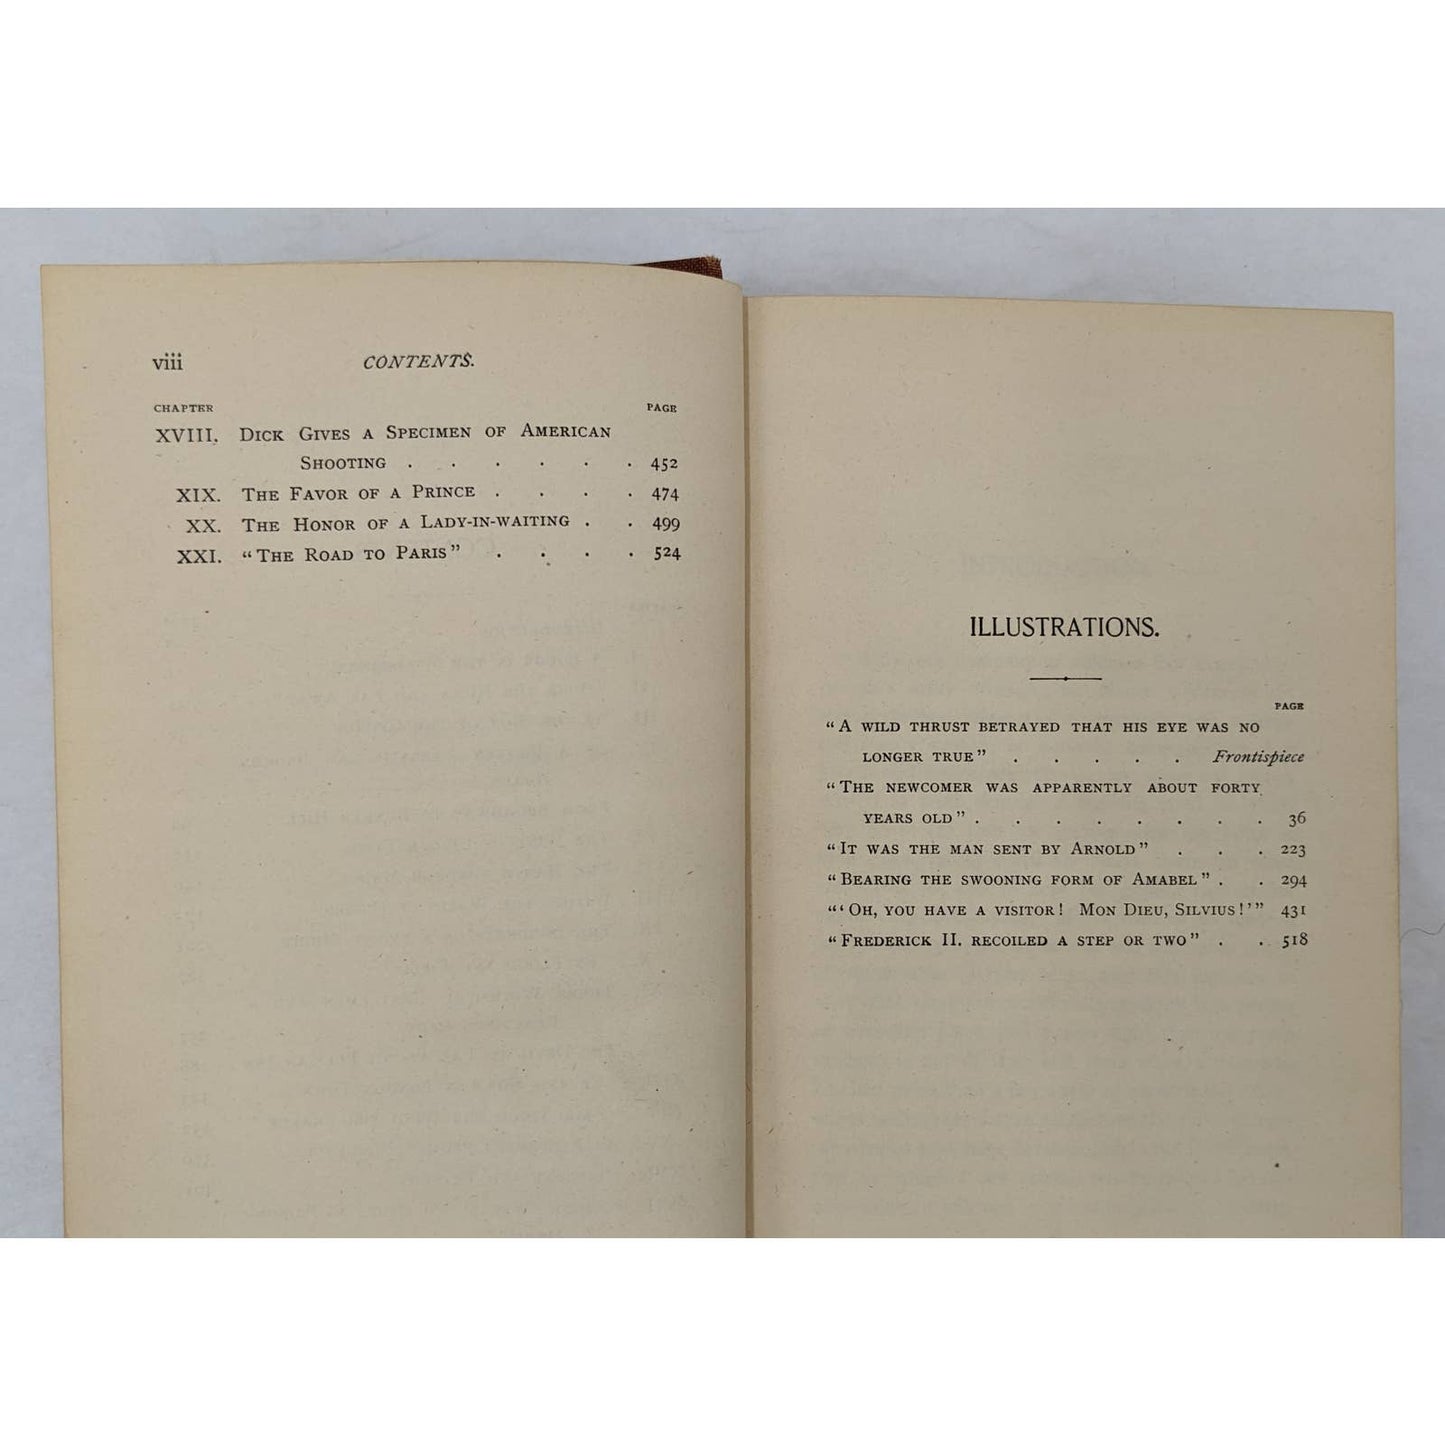 viii CONTENTS.
CHAPTER PAGE
XVIII. DICK GIVES A SPECIMEN OF AMERICAN
SHOOTING . . . . . . 452
XIX. THE FAVOR OF A PRINCE . . . . 474
XX. THE HONOR OF A LADY-IN-WAITING . . 499
XXI. “THE ROAD TO PARIS” . . . . 524
ILLUSTRATIONS.
PAGE
“A WILD THRUST BETRAYED THAT HIS EYE WAS NO
LONGER TRUE” . . . . . Frontispiece
“THE NEWCOMER WAS APPARENTLY ABOUT FORTY
YEARS OLD” . . . . . . . . 36
“IT WAS THE MAN SENT BY ARNOLD” . . . 223
“BEARING THE SWOONING FORM OF AMABEL” . . 294
“‘OH, YOU HAVE A VISITOR! MON DIEU, SILVIUS!’” 431
“FREDERICK II. RECOILED A STEP OR TWO” . . 518